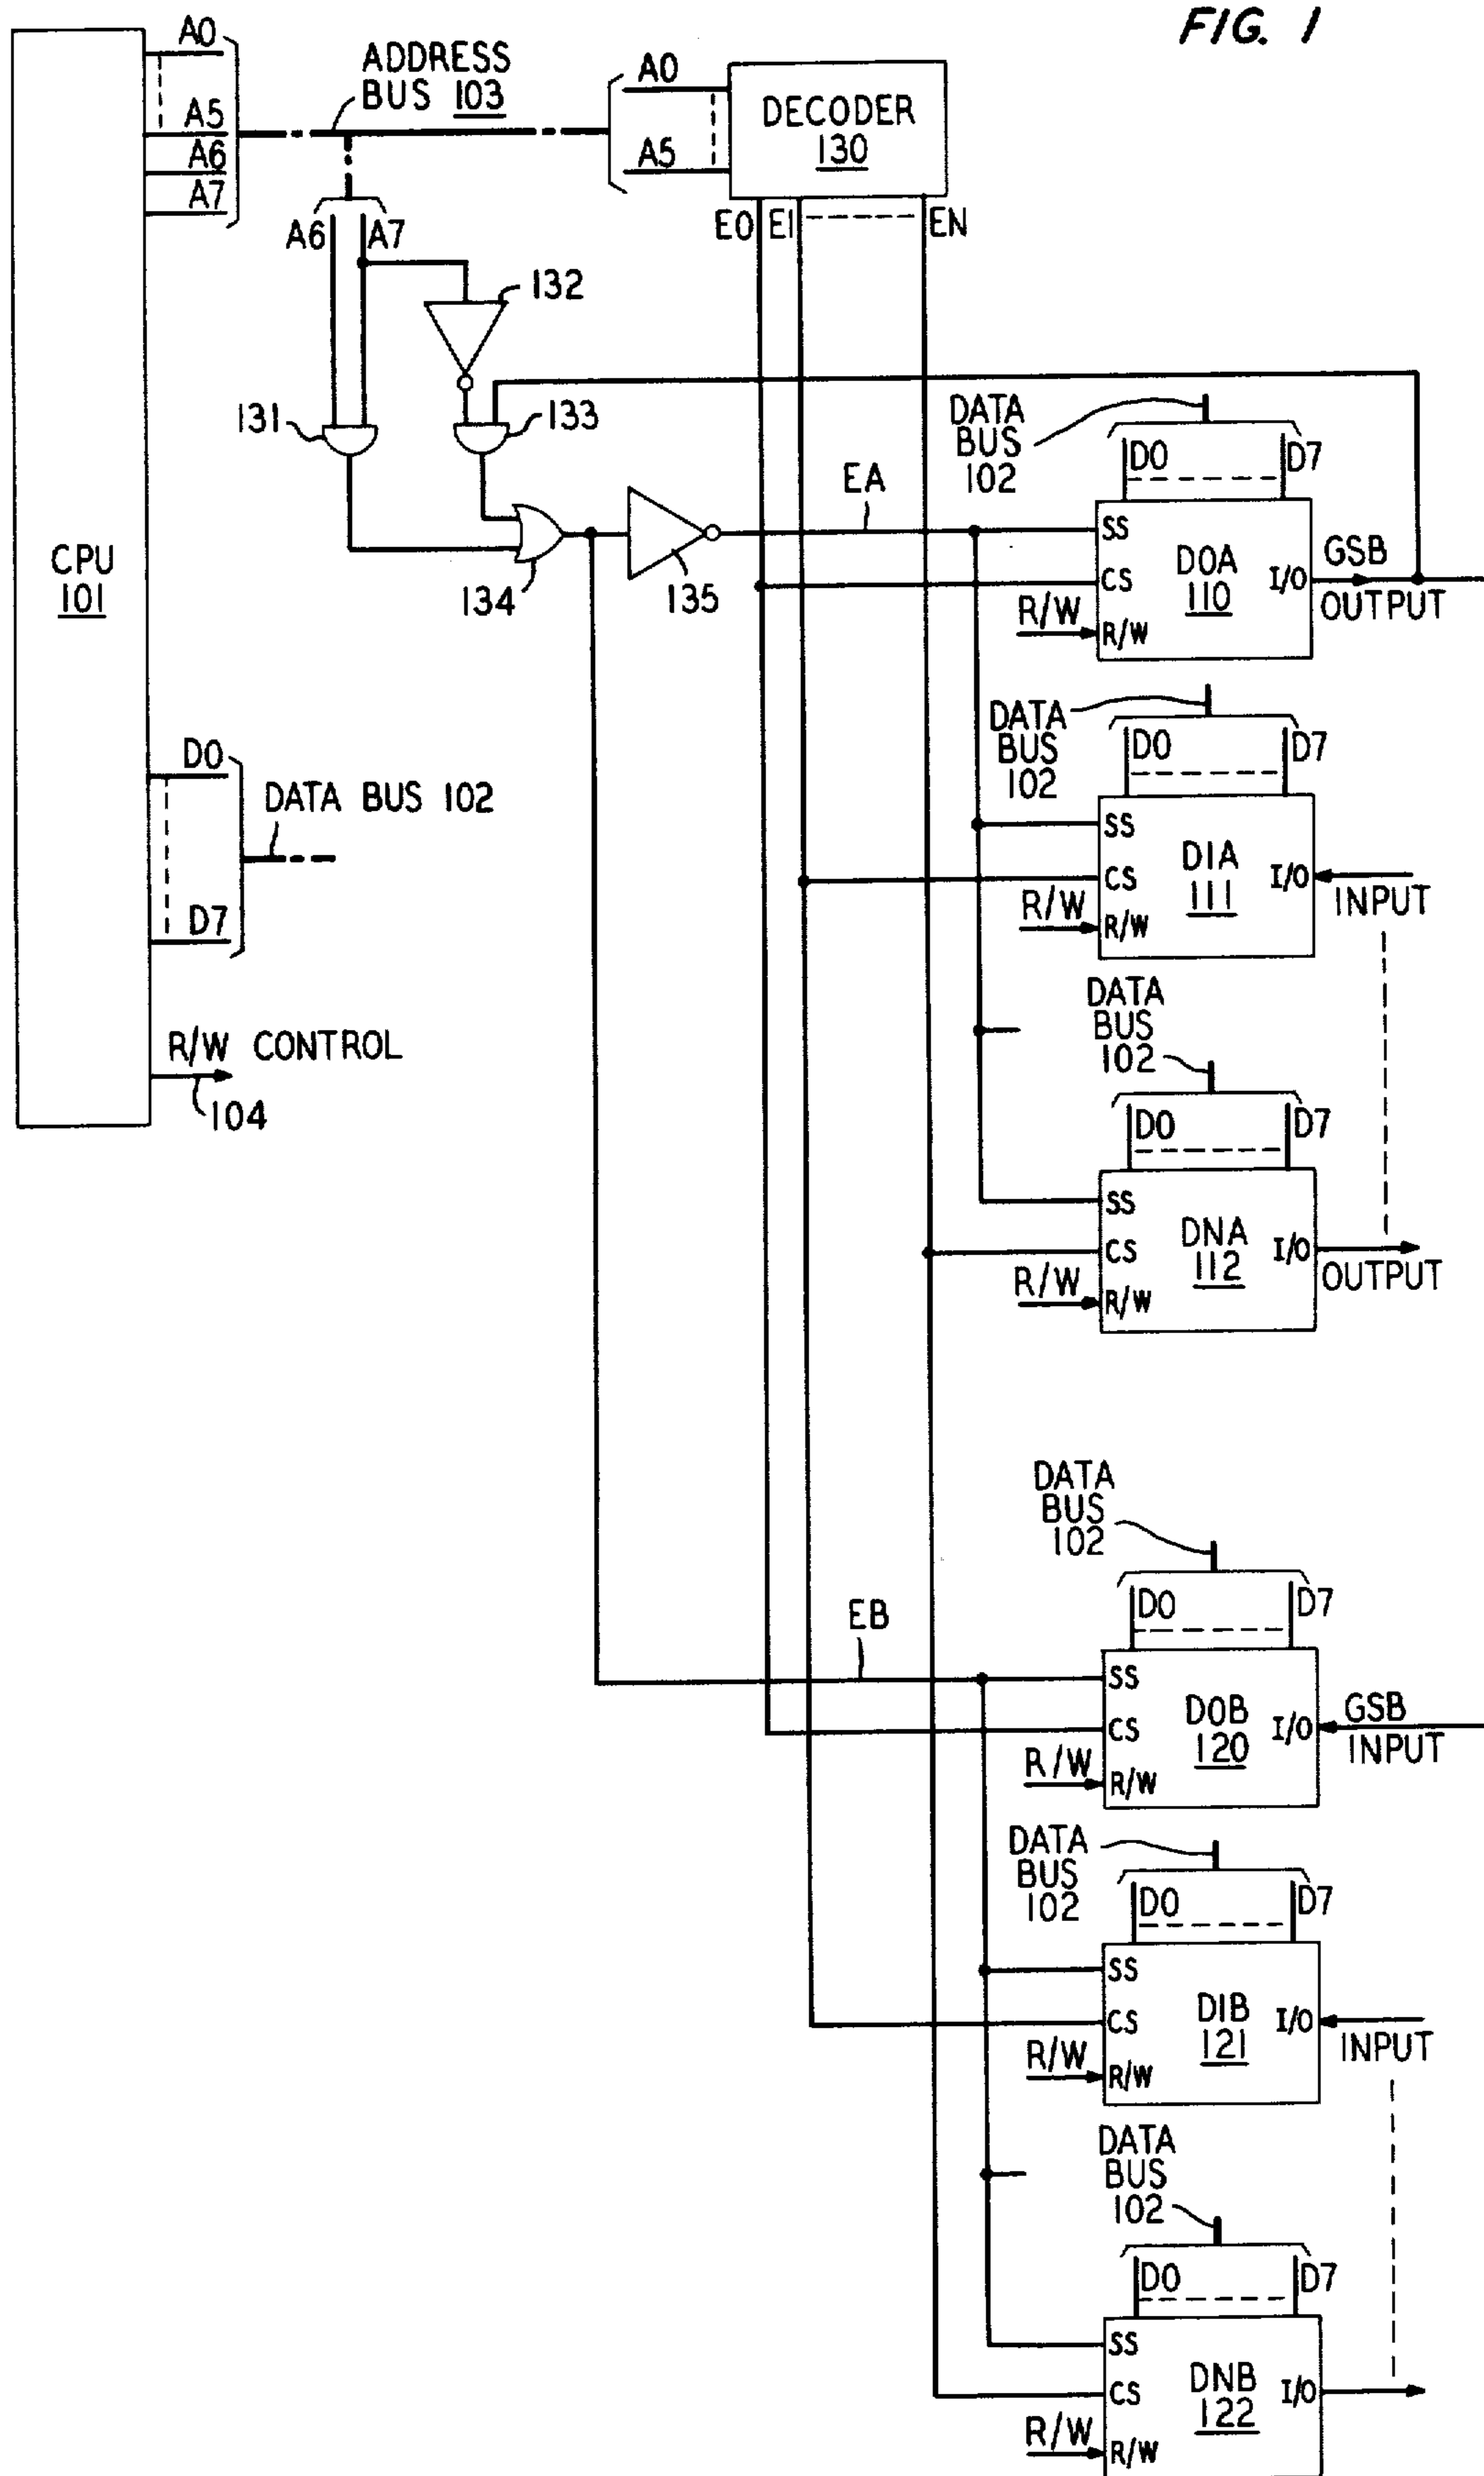 FIG. 1
A0
A5
A6
A7
ADDRESS
BUS 103
A0
A5
DECODER
130
E0
E1
EN
A6
A7
132
131
133
134
135
EA
CPU
101
D0
D7
DATA BUS 102
R/W CONTROL
104
DATA
BUS
102
D0
D7
SS
CS
R/W
R/W
D0A
110
I/O
GSB
OUTPUT
DATA
BUS
102
D0
D7
SS
CS
R/W
R/W
D1A
111
I/O
INPUT
DATA
BUS
102
D0
D7
SS
CS
R/W
R/W
DNA
112
I/O
OUTPUT
EB
DATA
BUS
102
D0
D7
SS
CS
R/W
R/W
D0B
120
I/O
GSB
INPUT
DATA
BUS
102
D0
D7
SS
CS
R/W
R/W
D1B
121
I/O
INPUT
DATA
BUS
102
D0
D7
SS
CS
R/W
R/W
DNB
122
I/O